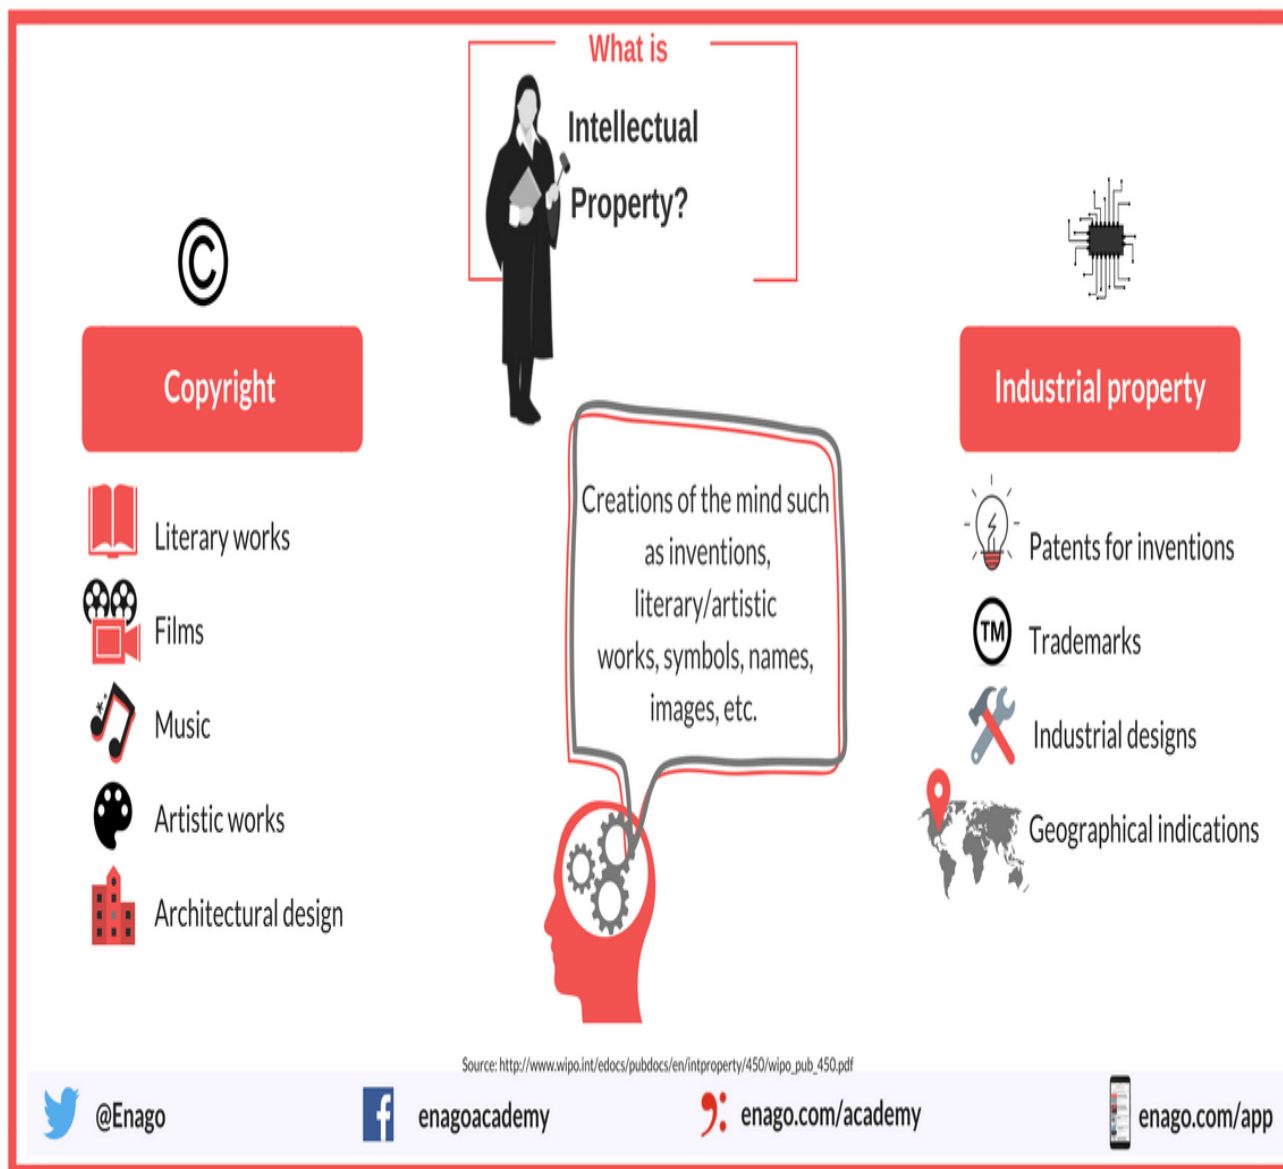 What is
Intellectual
Property?
©
Copyright
Literary works
Films
Music
Artistic works
Architectural design
Creations of the mind such
as inventions,
literary/artistic
works, symbols, names,
images, etc.
Industrial property
Patents for inventions
TM
Trademarks
Industrial designs
Geographical indications
Source: http://www.wipo.int/edocs/pubdocs/en/intproperty/450/wipo_pub_450.pdf
@Enago
f
enagoacademy
enago.com/academy
enago.com/app